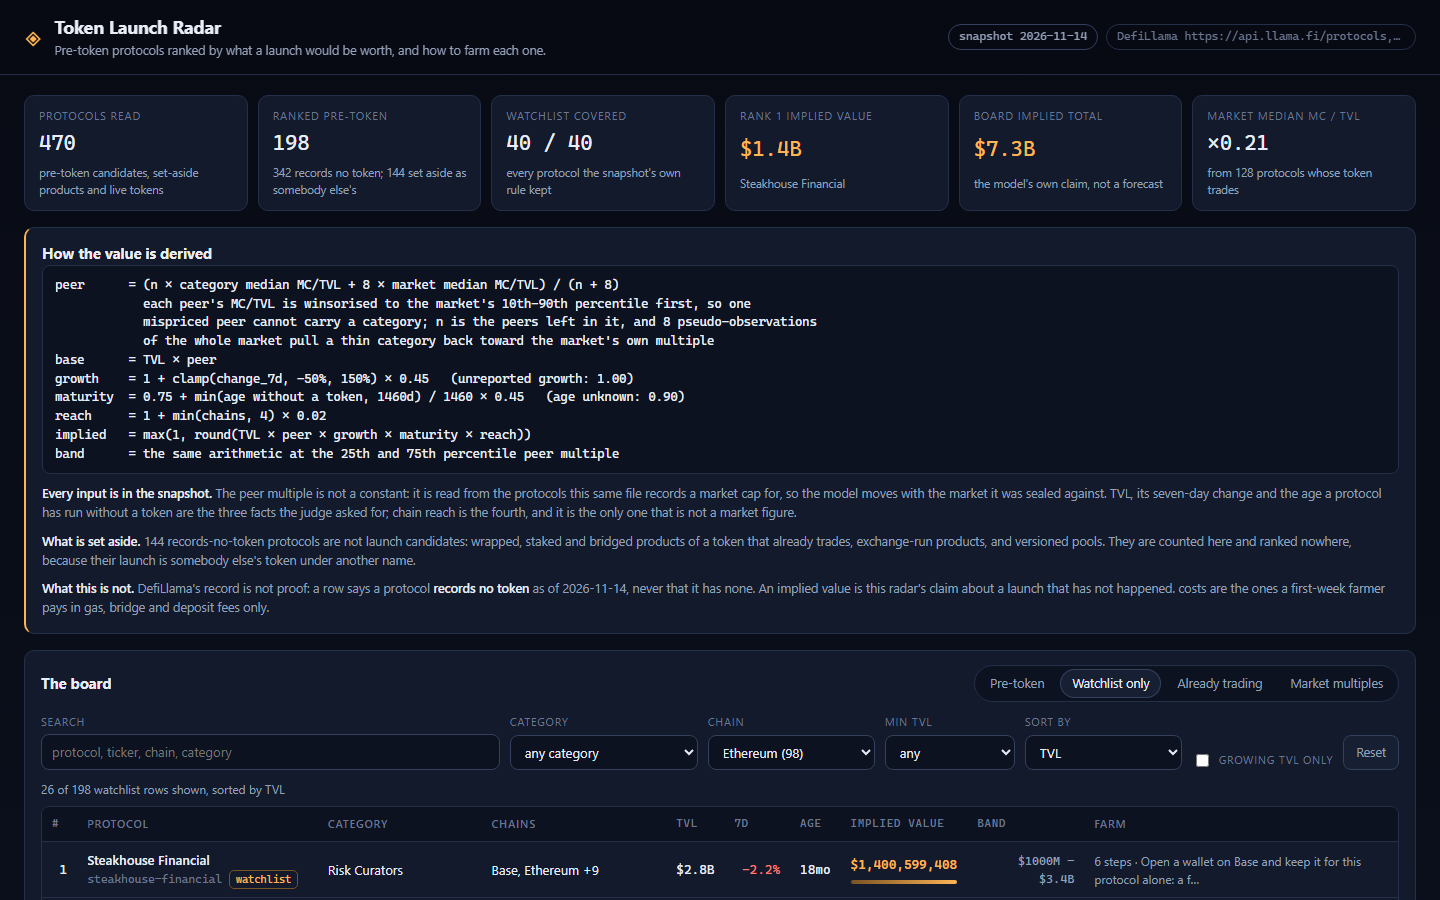 Token Launch Radar
Pre-token protocols ranked by what a launch would be worth, and how to farm each one.
snapshot 2026-11-14
DefiLlama https://api.llama.fi/protocols,…
PROTOCOLS READ
470
pre-token candidates, set-aside
products and live tokens
RANKED PRE-TOKEN
198
342 records no token; 144 set aside as
somebody else's
WATCHLIST COVERED
40 / 40
every protocol the snapshot's own
rule kept
RANK 1 IMPLIED VALUE
$1.4B
Steakhouse Financial
BOARD IMPLIED TOTAL
$7.3B
the model's own claim, not a forecast
MARKET MEDIAN MC / TVL
×0.21
from 128 protocols whose token
trades
How the value is derived
peer = (n × category median MC/TVL + 8 × market median MC/TVL) / (n + 8)
each peer's MC/TVL is winsorised to the market's 10th-90th percentile first, so one
mispriced peer cannot carry a category; n is the peers left in it, and 8 pseudo-observations
of the whole market pull a thin category back toward the market's own multiple
base = TVL × peer
growth = 1 + clamp(change_7d, −50%, 150%) × 0.45 (unreported growth: 1.00)
maturity = 0.75 + min(age without a token, 1460d) / 1460 × 0.45 (age unknown: 0.90)
reach = 1 + min(chains, 4) × 0.02
implied = max(1, round(TVL × peer × growth × maturity × reach))
band = the same arithmetic at the 25th and 75th percentile peer multiple
Every input is in the snapshot. The peer multiple is not a constant: it is read from the protocols this same file records a market cap for, so the model moves with the market it was sealed against. TVL, its seven-day change and the age a protocol
has run without a token are the three facts the judge asked for; chain reach is the fourth, and it is the only one that is not a market figure.
What is set aside. 144 records-no-token protocols are not launch candidates: wrapped, staked and bridged products of a token that already trades, exchange-run products, and versioned pools. They are counted here and ranked nowhere,
because their launch is somebody else's token under another name.
What this is not. DefiLlama's record is not proof: a row says a protocol records no token as of 2026-11-14, never that it has none. An implied value is this radar's claim about a launch that has not happened. costs are the ones a first-week farmer
pays in gas, bridge and deposit fees only.
The board
Pre-token
Watchlist only
Already trading
Market multiples
SEARCH
CATEGORY
CHAIN
MIN TVL
SORT BY
protocol, ticker, chain, category
any category
Ethereum (98)
any
TVL
GROWING TVL ONLY
Reset
26 of 198 watchlist rows shown, sorted by TVL
# PROTOCOL CATEGORY CHAINS TVL 7D AGE IMPLIED VALUE BAND FARM
1 Steakhouse Financial Risk Curators Base, Ethereum +9 $2.8B −2.2% 18mo $1,400,599,408 $1000M – 6 steps · Open a wallet on Base and keep it for this
steakhouse-financial watchlist $3.4B protocol alone: a f…